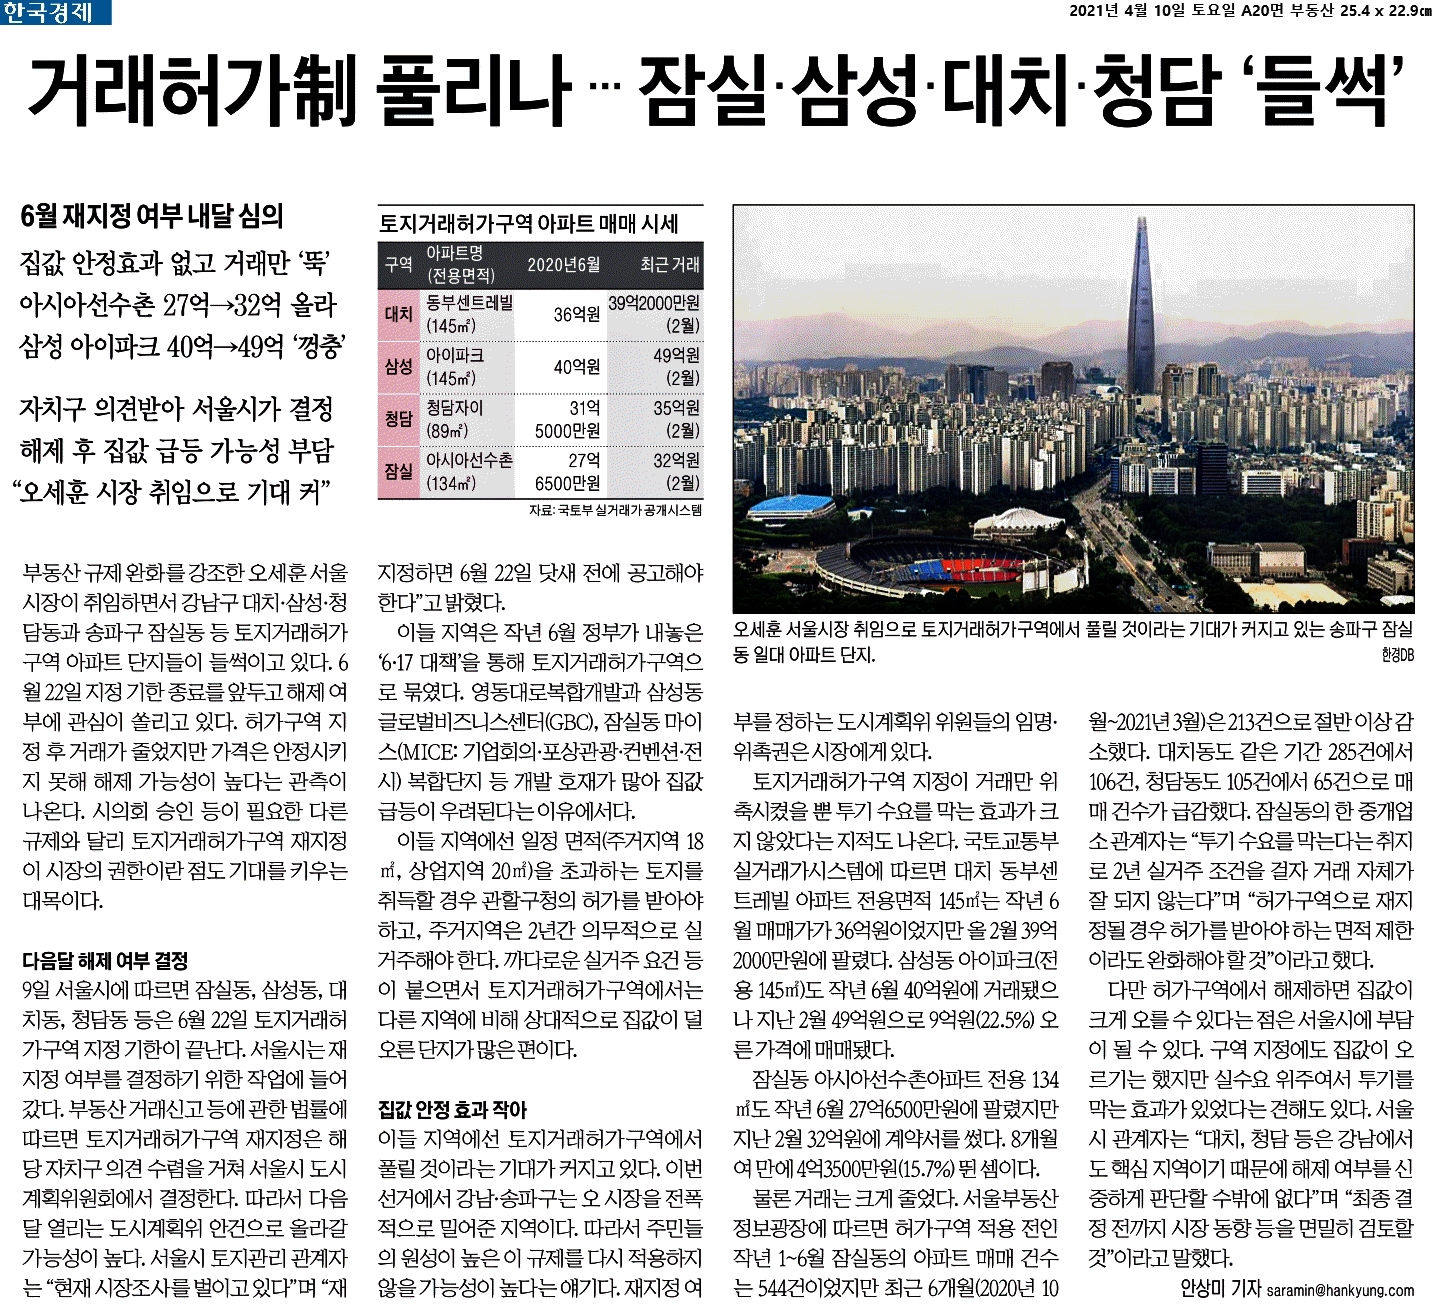 한국경제
2021년 4월 10일 토요일 A20면 부동산 25.4 x 22.9㎝
거래허가制 풀리나 … 잠실·삼성·대치·청담 ‘들썩’
6월 재지정 여부 내달 심의
집값 안정효과 없고 거래만 ‘뚝’
아시아선수촌 27억→32억 올라
삼성 아이파크 40억→49억 ‘껑충’
자치구 의견받아 서울시가 결정
해제 후 집값 급등 가능성 부담
“오세훈 시장 취임으로 기대 커”
토지거래허가구역 아파트 매매 시세
구역 아파트명 (전용면적) 2020년6월 최근 거래
대치 동부센트레빌 (145㎡) 36억원 39억2000만원 (2월)
삼성 아이파크 (145㎡) 40억원 49억원 (2월)
청담 청담자이 (89㎡) 31억 5000만원 35억원 (2월)
잠실 아시아선수촌 (134㎡) 27억 6500만원 32억원 (2월)
자료: 국토부 실거래가 공개시스템
오세훈 서울시장 취임으로 토지거래허가구역에서 풀릴 것이라는 기대가 커지고 있는 송파구 잠실
동 일대 아파트 단지. 한경DB
부동산 규제 완화를 강조한 오세훈 서울
시장이 취임하면서 강남구 대치·삼성·청
담동과 송파구 잠실동 등 토지거래허가
구역 아파트 단지들이 들썩이고 있다. 6
월 22일 지정 기한 종료를 앞두고 해제 여
부에 관심이 쏠리고 있다. 허가구역 지
정 후 거래가 줄었지만 가격은 안정시키
지 못해 해제 가능성이 높다는 관측이
나온다. 시의회 승인 등이 필요한 다른
규제와 달리 토지거래허가구역 재지정
이 시장의 권한이란 점도 기대를 키우는
대목이다.
다음달 해제 여부 결정
9일 서울시에 따르면 잠실동, 삼성동, 대
치동, 청담동 등은 6월 22일 토지거래허
가구역 지정 기한이 끝난다. 서울시는 재
지정 여부를 결정하기 위한 작업에 들어
갔다. 부동산 거래신고 등에 관한 법률에
따르면 토지거래허가구역 재지정은 해
당 자치구 의견 수렴을 거쳐 서울시 도시
계획위원회에서 결정한다. 따라서 다음
달 열리는 도시계획위 안건으로 올라갈
가능성이 높다. 서울시 토지관리 관계자
는 “현재 시장조사를 벌이고 있다”며 “재
지정하면 6월 22일 닷새 전에 공고해야
한다”고 밝혔다.
이들 지역은 작년 6월 정부가 내놓은
‘6·17 대책’을 통해 토지거래허가구역으
로 묶였다. 영동대로복합개발과 삼성동
글로벌비즈니스센터(GBC), 잠실동 마이
스(MICE: 기업회의·포상관광·컨벤션·전
시) 복합단지 등 개발 호재가 많아 집값
급등이 우려된다는 이유에서다.
이들 지역에선 일정 면적(주거지역 18
㎡, 상업지역 20㎡)을 초과하는 토지를
취득할 경우 관할구청의 허가를 받아야
하고, 주거지역은 2년간 의무적으로 실
거주해야 한다. 까다로운 실거주 요건 등
이 붙으면서 토지거래허가구역에서는
다른 지역에 비해 상대적으로 집값이 덜
오른 단지가 많은 편이다.
집값 안정 효과 작아
이들 지역에선 토지거래허가구역에서
풀릴 것이라는 기대가 커지고 있다. 이번
선거에서 강남·송파구는 오 시장을 전폭
적으로 밀어준 지역이다. 따라서 주민들
의 원성이 높은 이 규제를 다시 적용하지
않을 가능성이 높다는 얘기다. 재지정 여
부를 정하는 도시계획위 위원들의 임명·
위촉권은 시장에게 있다.
토지거래허가구역 지정이 거래만 위
축시켰을 뿐 투기 수요를 막는 효과가 크
지 않았다는 지적도 나온다. 국토교통부
실거래가시스템에 따르면 대치 동부센
트레빌 아파트 전용면적 145㎡는 작년 6
월 매매가가 36억원이었지만 올 2월 39억
2000만원에 팔렸다. 삼성동 아이파크(전
용 145㎡)도 작년 6월 40억원에 거래됐으
나 지난 2월 49억원으로 9억원(22.5%) 오
른 가격에 매매됐다.
잠실동 아시아선수촌아파트 전용 134
㎡도 작년 6월 27억6500만원에 팔렸지만
지난 2월 32억원에 계약서를 썼다. 8개월
여 만에 4억3500만원(15.7%) 뛴 셈이다.
물론 거래는 크게 줄었다. 서울부동산
정보광장에 따르면 허가구역 적용 전인
작년 1~6월 잠실동의 아파트 매매 건수
는 544건이었지만 최근 6개월(2020년 10
월~2021년 3월)은 213건으로 절반 이상 감
소했다. 대치동도 같은 기간 285건에서
106건, 청담동도 105건에서 65건으로 매
매 건수가 급감했다. 잠실동의 한 중개업
소 관계자는 “투기 수요를 막는다는 취지
로 2년 실거주 조건을 걸자 거래 자체가
잘 되지 않는다”며 “허가구역으로 재지
정될 경우 허가를 받아야 하는 면적 제한
이라도 완화해야 할 것”이라고 했다.
다만 허가구역에서 해제하면 집값이
크게 오를 수 있다는 점은 서울시에 부담
이 될 수 있다. 구역 지정에도 집값이 오
르기는 했지만 실수요 위주여서 투기를
막는 효과가 있었다는 견해도 있다. 서울
시 관계자는 “대치, 청담 등은 강남에서
도 핵심 지역이기 때문에 해제 여부를 신
중하게 판단할 수밖에 없다”며 “최종 결
정 전까지 시장 동향 등을 면밀히 검토할
것”이라고 말했다.
안상미 기자 saramin@hankyung.com